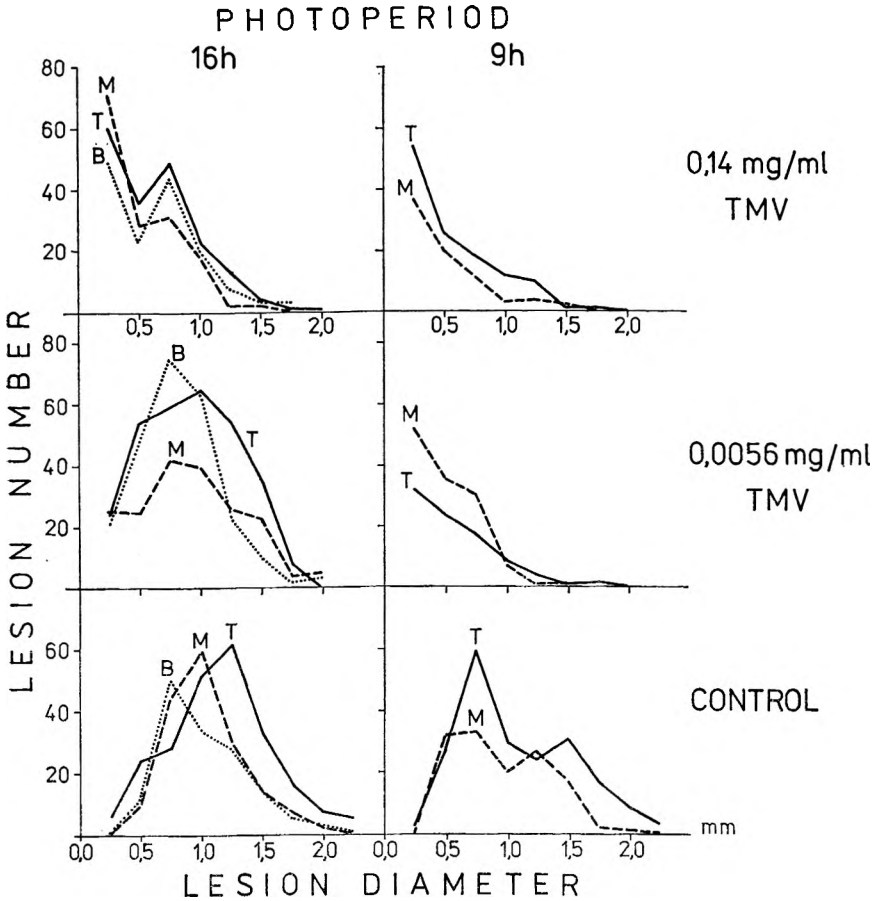 PHOTOPERIOD
16h 9h
80
60
40
20
M
T
B
T
M
0,14 mg/ml
TMV
0,5 1,0 1,5 2,0 0,5 1,0 1,5 2,0
80
60
40
20
B
T
M
M
T
0,0056 mg/ml
TMV
60
40
20
B M T
T
M
CONTROL
mm
0,0 0,5 1,0 1,5 2,0 0,0 0,5 1,0 1,5 2,0
LESION NUMBER
LESION DIAMETER